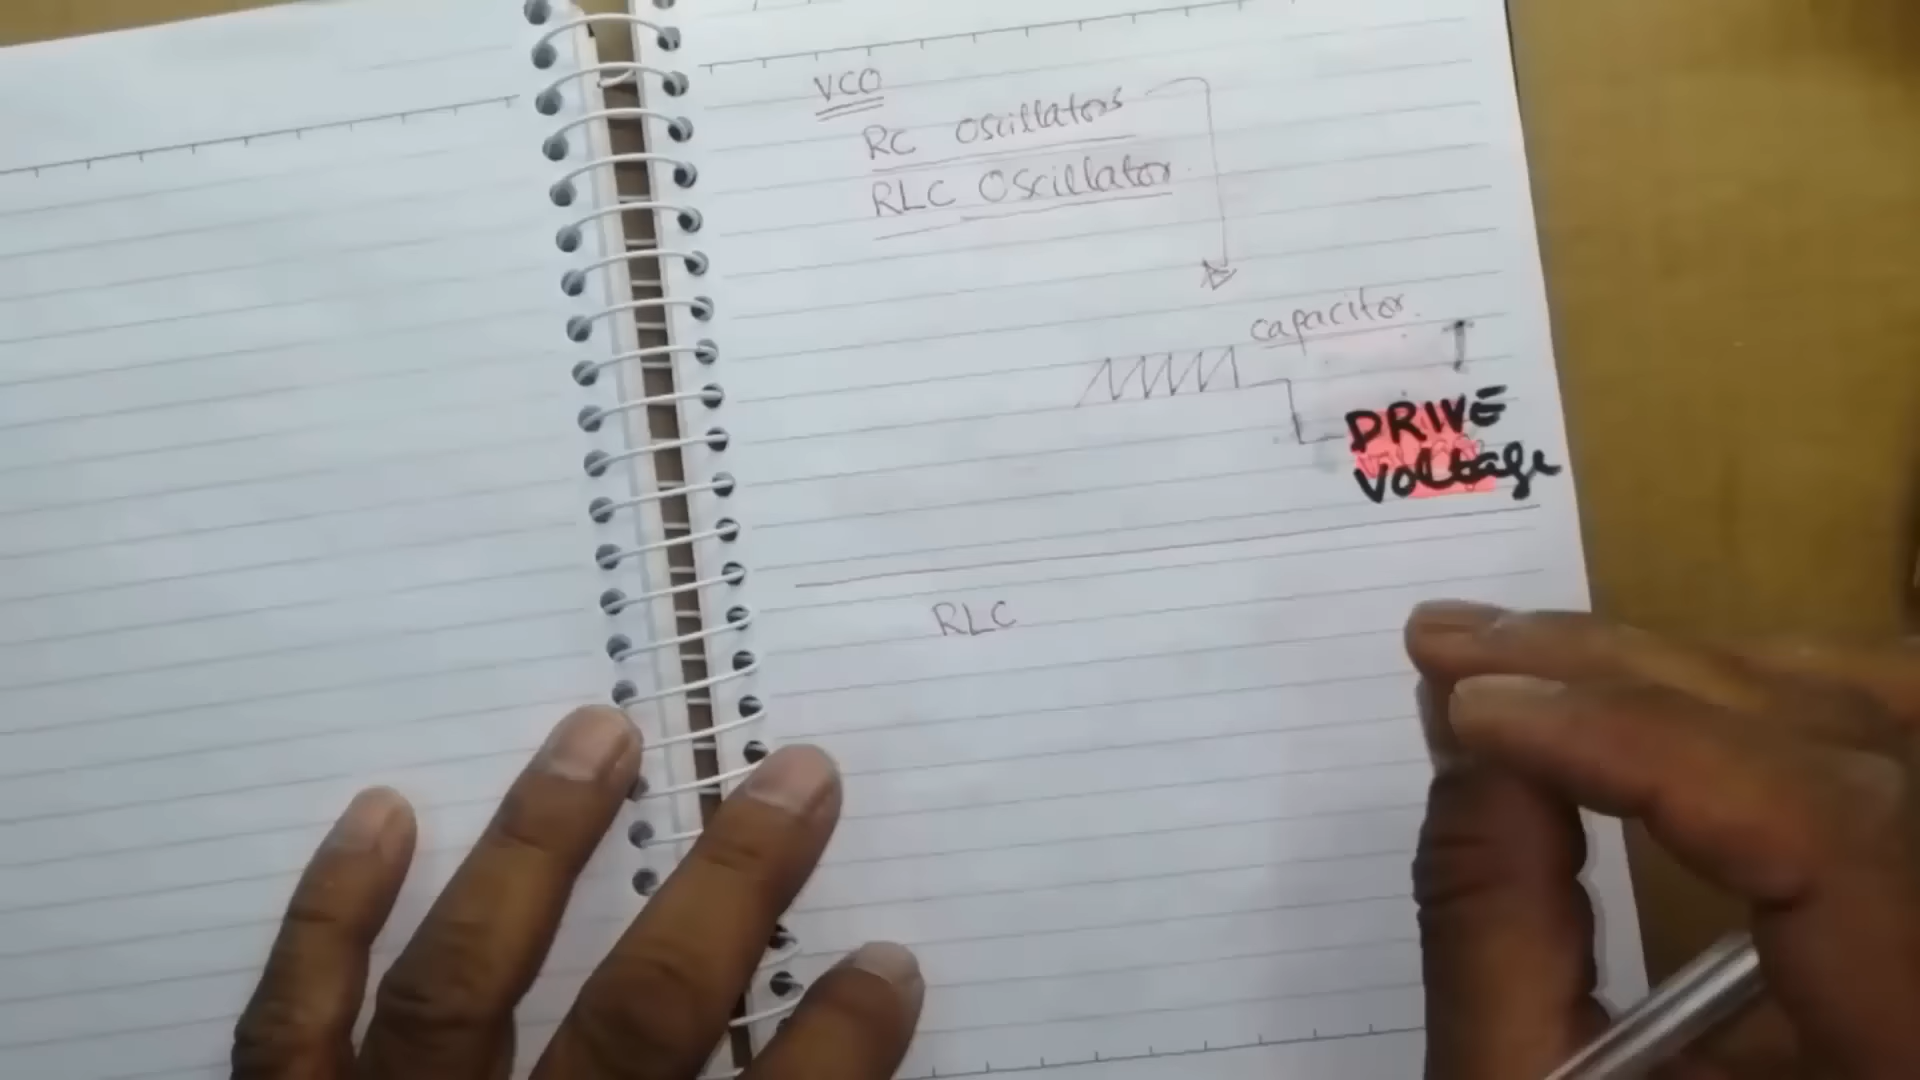 VCO
RC Oscillators
RLC Oscillator
capacitor.
DRIVE
Voltage
RLC